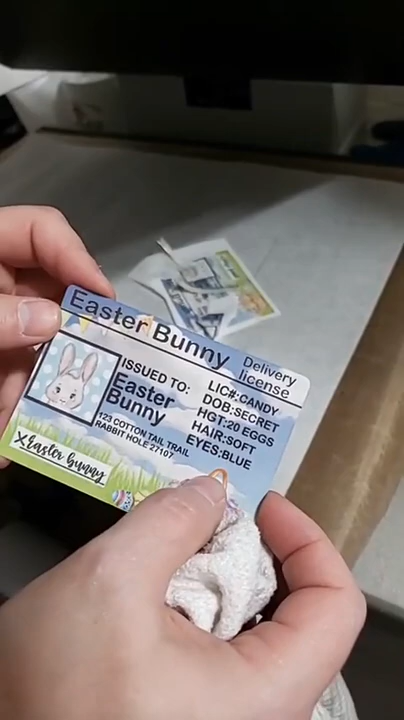 Easter Bunny
Delivery
license
ISSUED TO:
Easter
Bunny
123 COTTON TAIL TRAIL
RABBIT HOLE 27107
LIC#:CANDY
DOB:SECRET
HGT:20 EGGS
HAIR:SOFT
EYES:BLUE
XEaster bunny